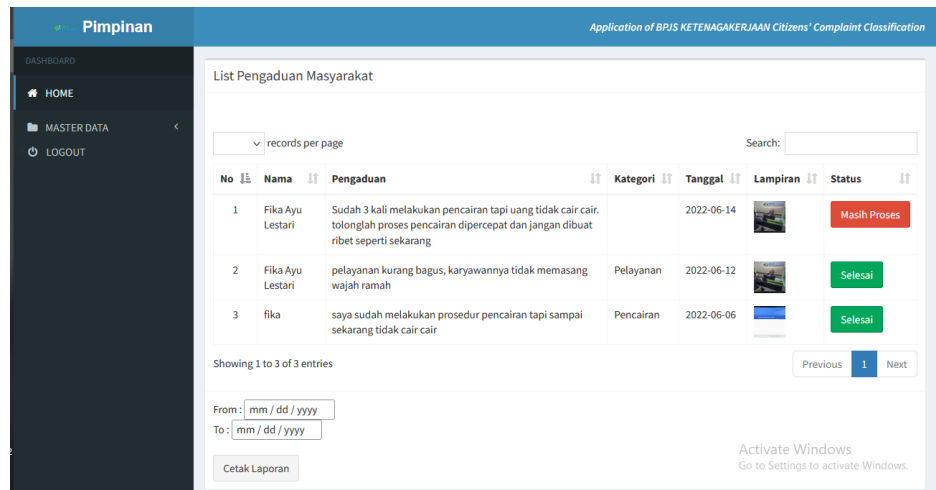 Pimpinan
Application of BPJS KETENAGAKERJAAN Citizens' Complaint Classification
DASHBOARD
HOME
MASTER DATA
LOGOUT
List Pengaduan Masyarakat
records per page
Search:
No Nama Pengaduan Kategori Tanggal Lampiran Status
1 Fika Ayu Lestari
Sudah 3 kali melakukan pencairan tapi uang tidak cair cair.
tolonglah proses pencairan dipercepat dan jangan dibuat
ribet seperti sekarang
2022-06-14
Masih Proses
2 Fika Ayu Lestari
pelayanan kurang bagus, karyawannya tidak memasang
wajah ramah
Pelayanan
2022-06-12
Selesai
3 fika
saya sudah melakukan prosedur pencairan tapi sampai
sekarang tidak cair cair
Pencairan
2022-06-06
Selesai
Showing 1 to 3 of 3 entries
Previous 1 Next
From : mm / dd / yyyy
To : mm / dd / yyyy
Cetak Laporan
Activate Windows
Go to Settings to activate Windows.